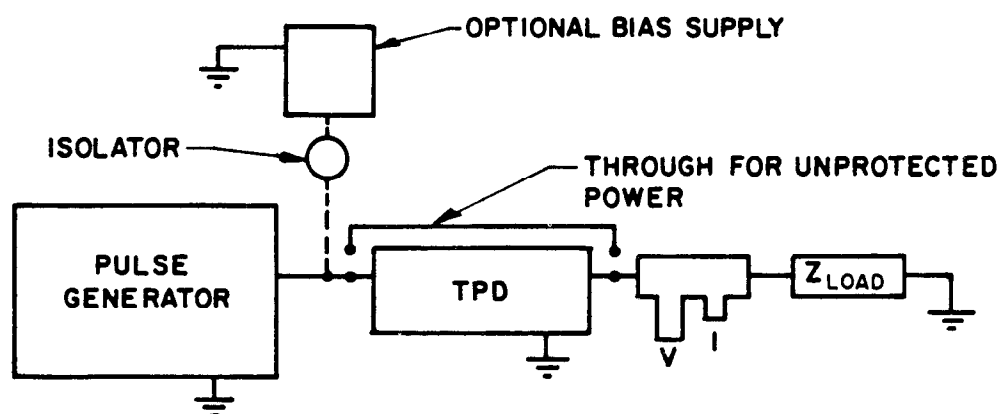 OPTIONAL BIAS SUPPLY
ISOLATOR
THROUGH FOR UNPROTECTED
POWER
PULSE
GENERATOR
TPD
Z LOAD
V
I